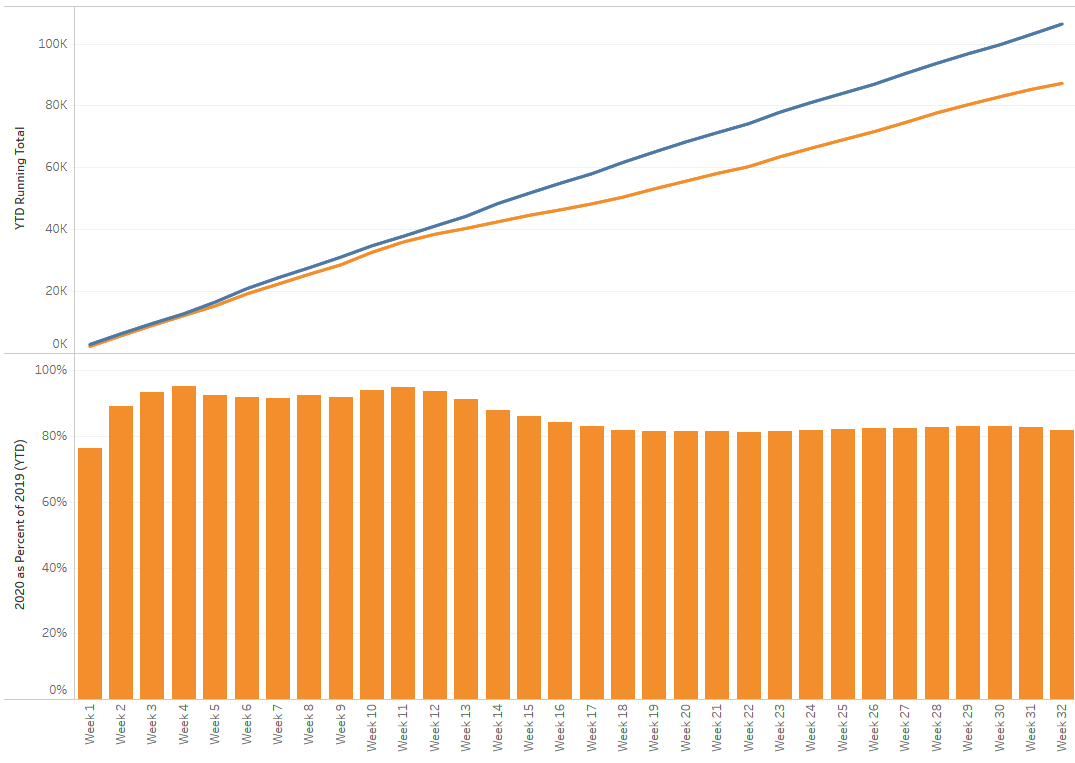 YTD Running Total
100K
80K
60K
40K
20K
0K
2020 as Percent of 2019 (YTD)
100%
80%
60%
40%
20%
0%
Week 1
Week 2
Week 3
Week 4
Week 5
Week 6
Week 7
Week 8
Week 9
Week 10
Week 11
Week 12
Week 13
Week 14
Week 15
Week 16
Week 17
Week 18
Week 19
Week 20
Week 21
Week 22
Week 23
Week 24
Week 25
Week 26
Week 27
Week 28
Week 29
Week 30
Week 31
Week 32